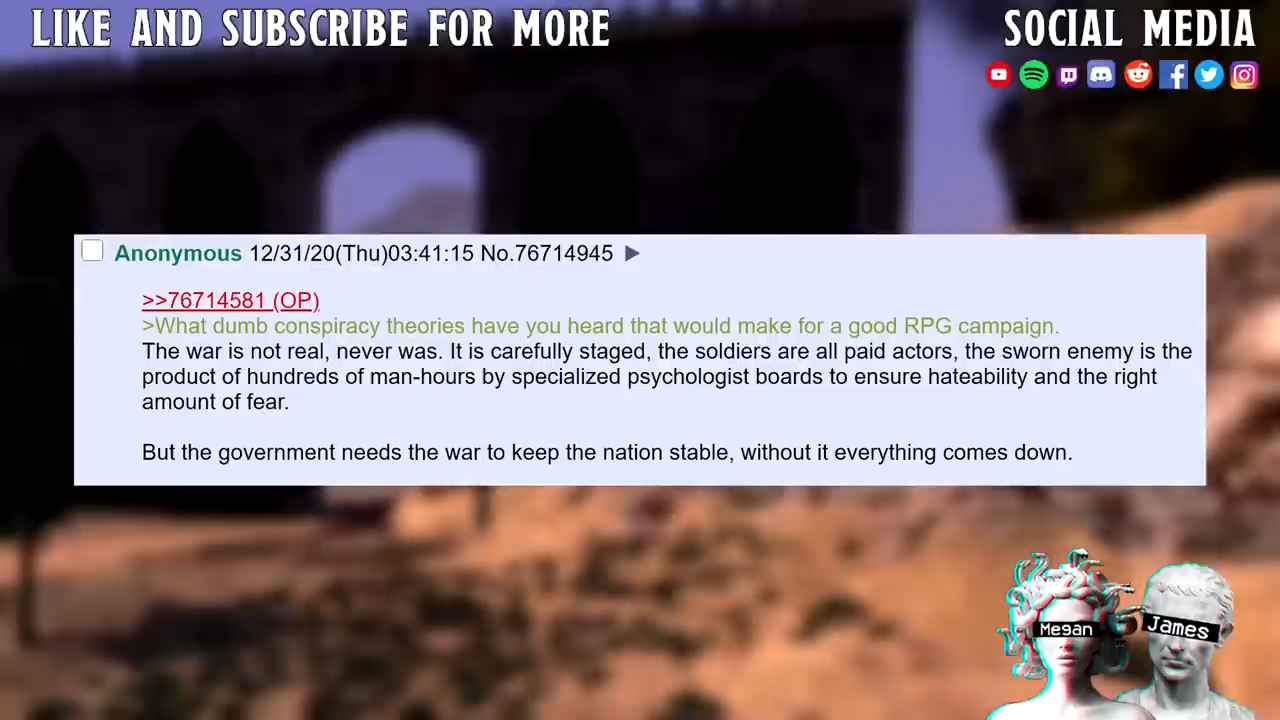 LIKE AND SUBSCRIBE FOR MORE
SOCIAL MEDIA
Anonymous 12/31/20(Thu)03:41:15 No.76714945 ▶
>>76714581 (OP)
>What dumb conspiracy theories have you heard that would make for a good RPG campaign.
The war is not real, never was. It is carefully staged, the soldiers are all paid actors, the sworn enemy is the
product of hundreds of man-hours by specialized psychologist boards to ensure hateability and the right
amount of fear.
But the government needs the war to keep the nation stable, without it everything comes down.
Megan
James